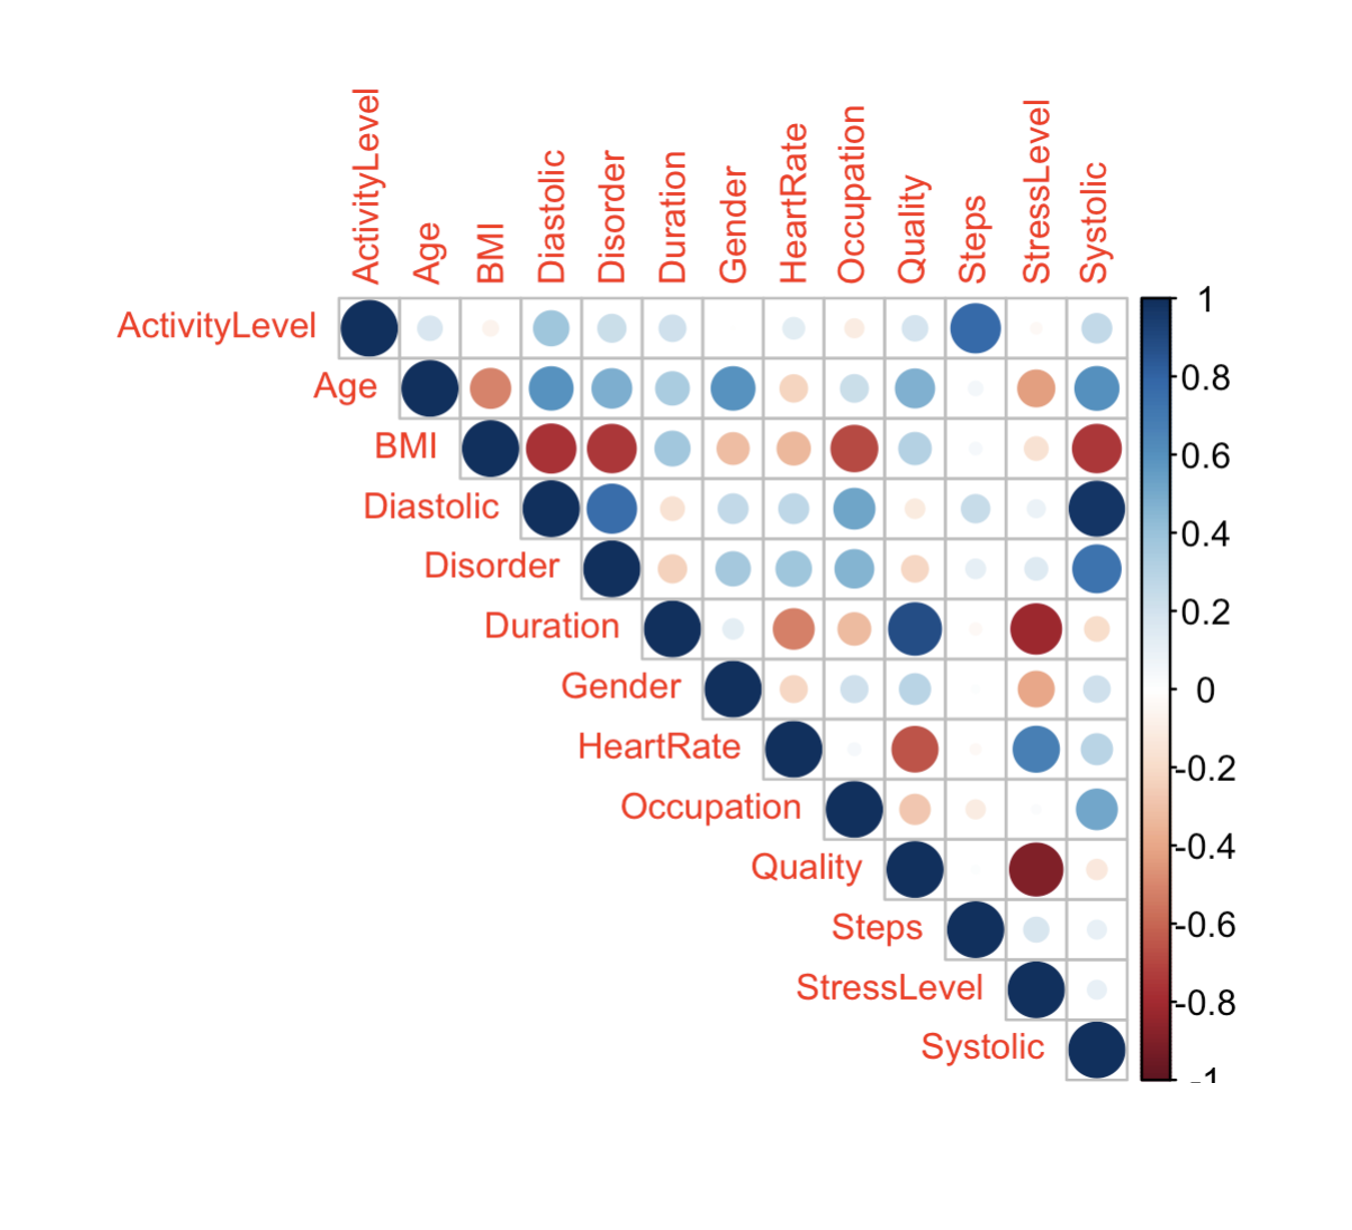 ActivityLevel
Age
BMI
Diastolic
Disorder
Duration
Gender
HeartRate
Occupation
Quality
Steps
StressLevel
Systolic
ActivityLevel
Age
BMI
Diastolic
Disorder
Duration
Gender
HeartRate
Occupation
Quality
Steps
StressLevel
Systolic
1
0.8
0.6
0.4
0.2
0
-0.2
-0.4
-0.6
-0.8
-1